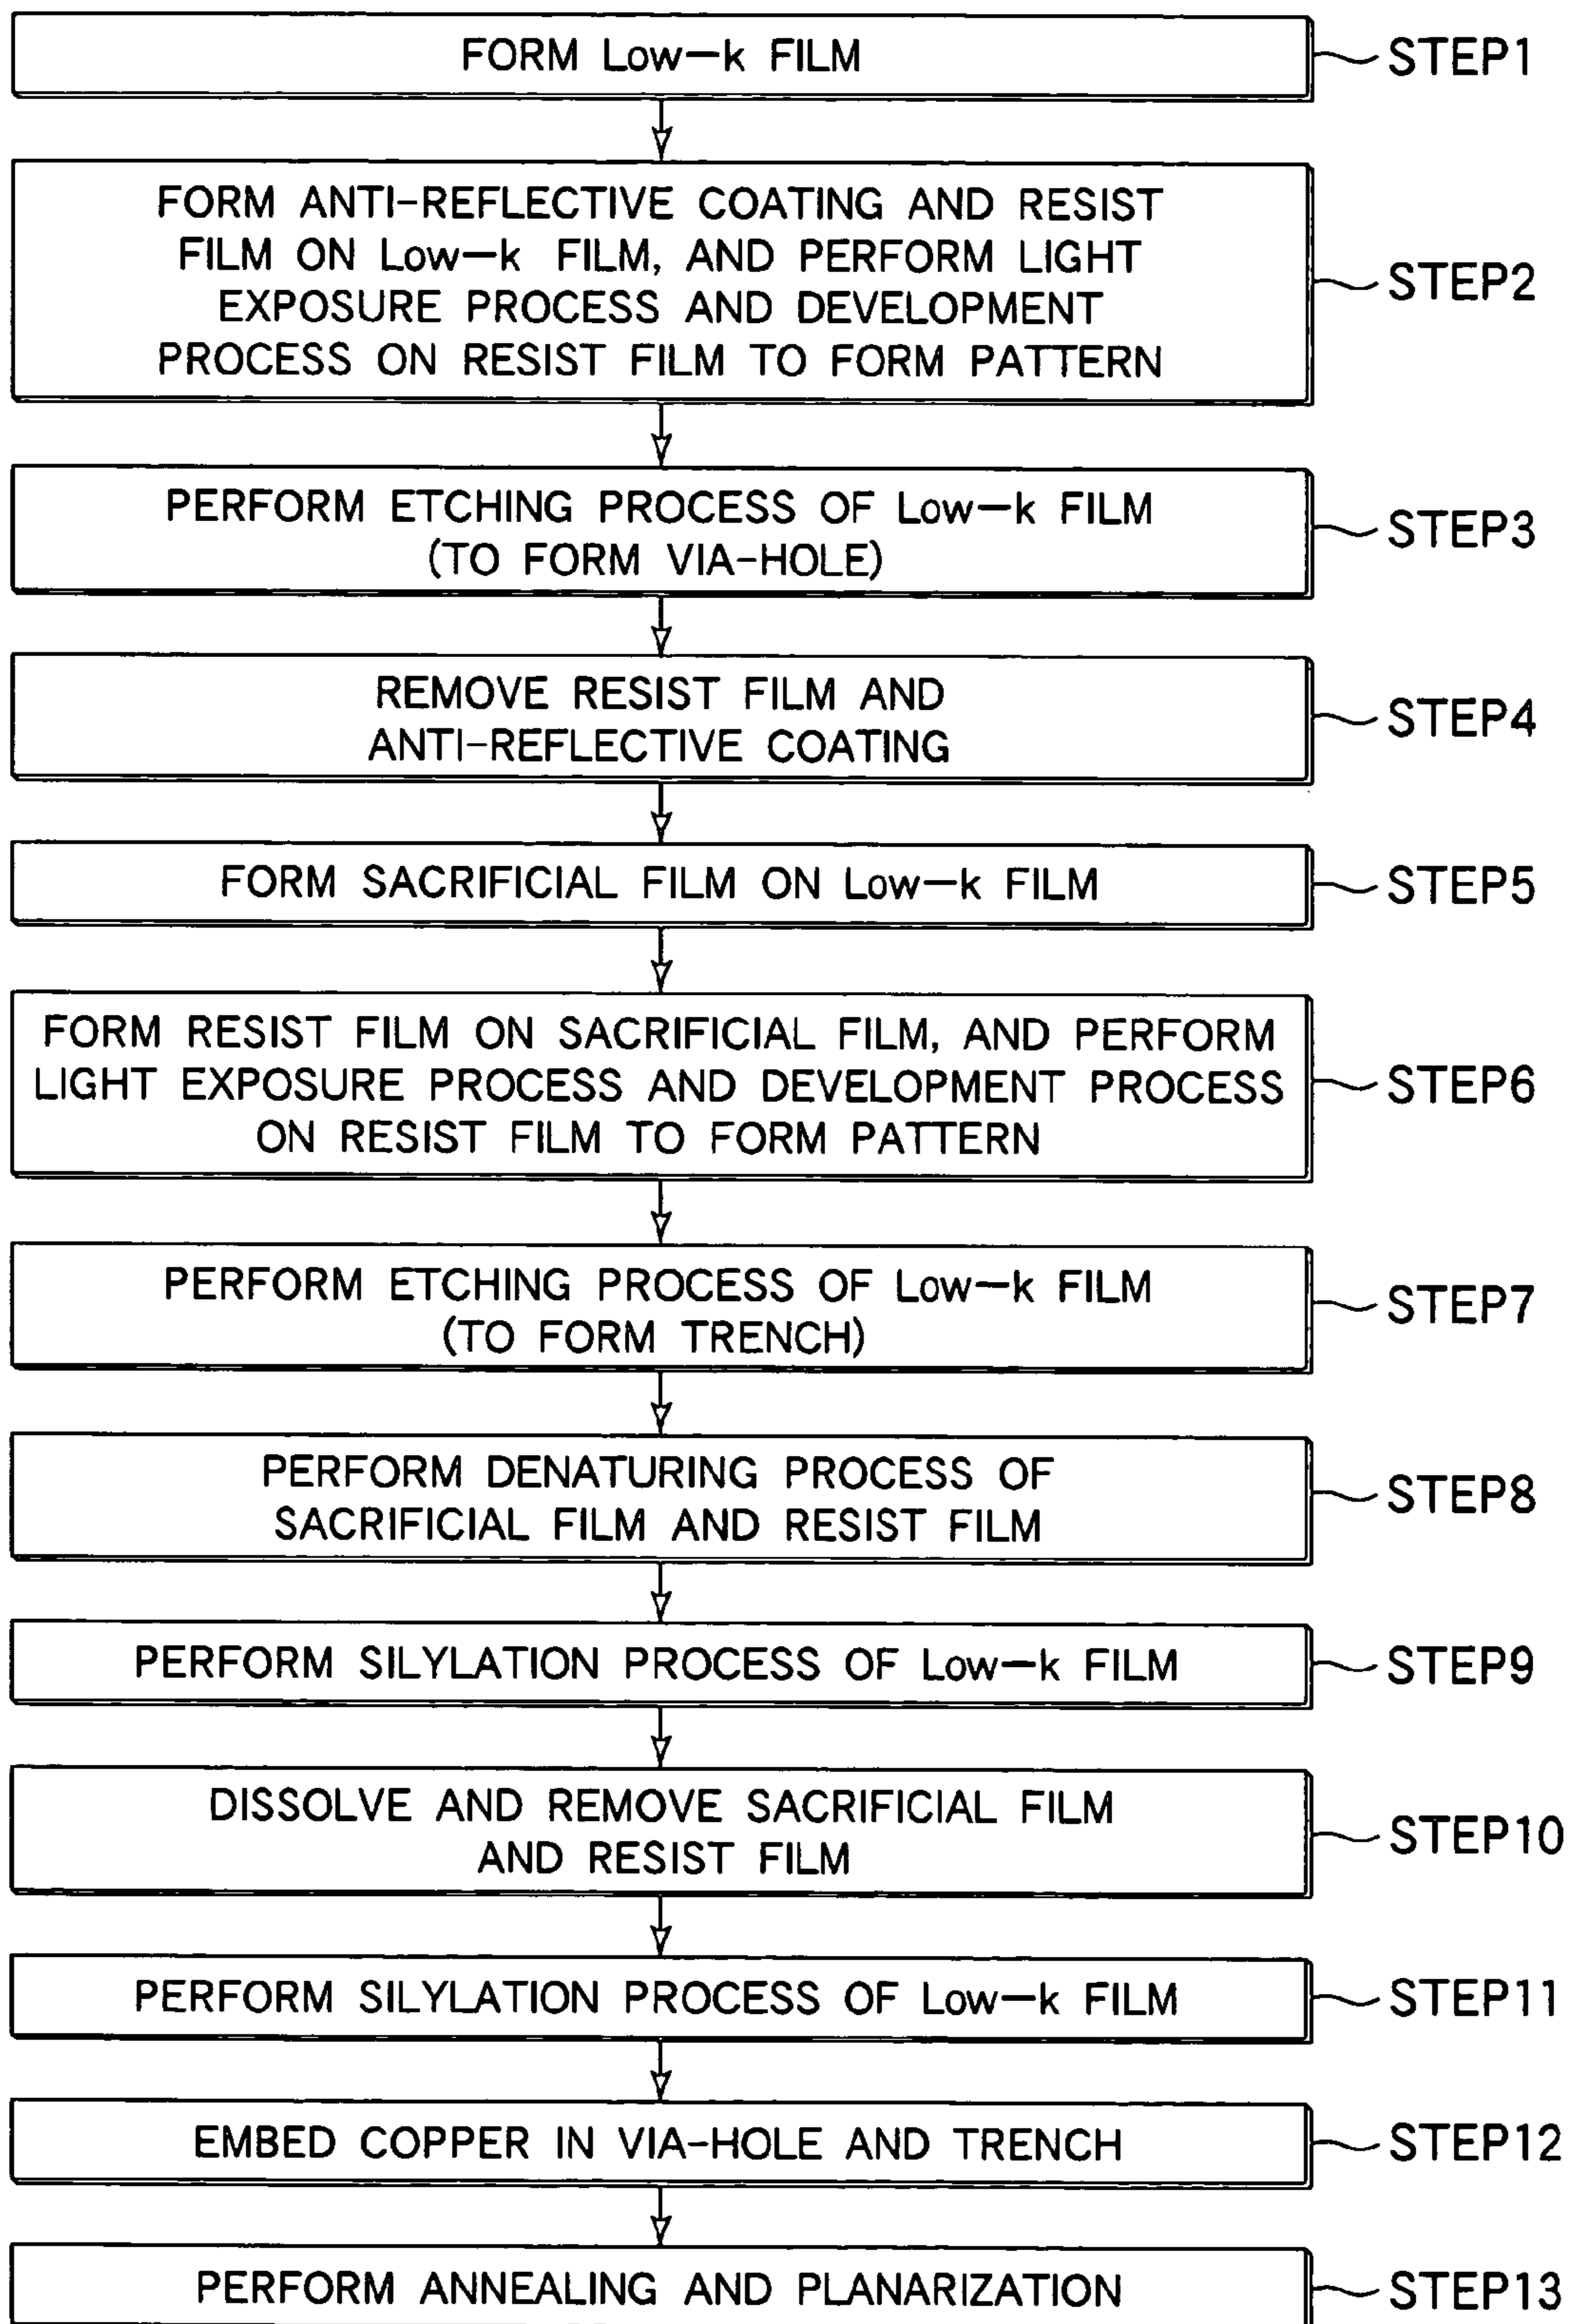 FORM Low-k FILM
STEP1
FORM ANTI-REFLECTIVE COATING AND RESIST
FILM ON Low-k FILM, AND PERFORM LIGHT
EXPOSURE PROCESS AND DEVELOPMENT
PROCESS ON RESIST FILM TO FORM PATTERN
STEP2
PERFORM ETCHING PROCESS OF Low-k FILM
(TO FORM VIA-HOLE)
STEP3
REMOVE RESIST FILM AND
ANTI-REFLECTIVE COATING
STEP4
FORM SACRIFICIAL FILM ON Low-k FILM
STEP5
FORM RESIST FILM ON SACRIFICIAL FILM, AND PERFORM
LIGHT EXPOSURE PROCESS AND DEVELOPMENT PROCESS
ON RESIST FILM TO FORM PATTERN
STEP6
PERFORM ETCHING PROCESS OF Low-k FILM
(TO FORM TRENCH)
STEP7
PERFORM DENATURING PROCESS OF
SACRIFICIAL FILM AND RESIST FILM
STEP8
PERFORM SILYLATION PROCESS OF Low-k FILM
STEP9
DISSOLVE AND REMOVE SACRIFICIAL FILM
AND RESIST FILM
STEP10
PERFORM SILYLATION PROCESS OF Low-k FILM
STEP11
EMBED COPPER IN VIA-HOLE AND TRENCH
STEP12
PERFORM ANNEALING AND PLANARIZATION
STEP13